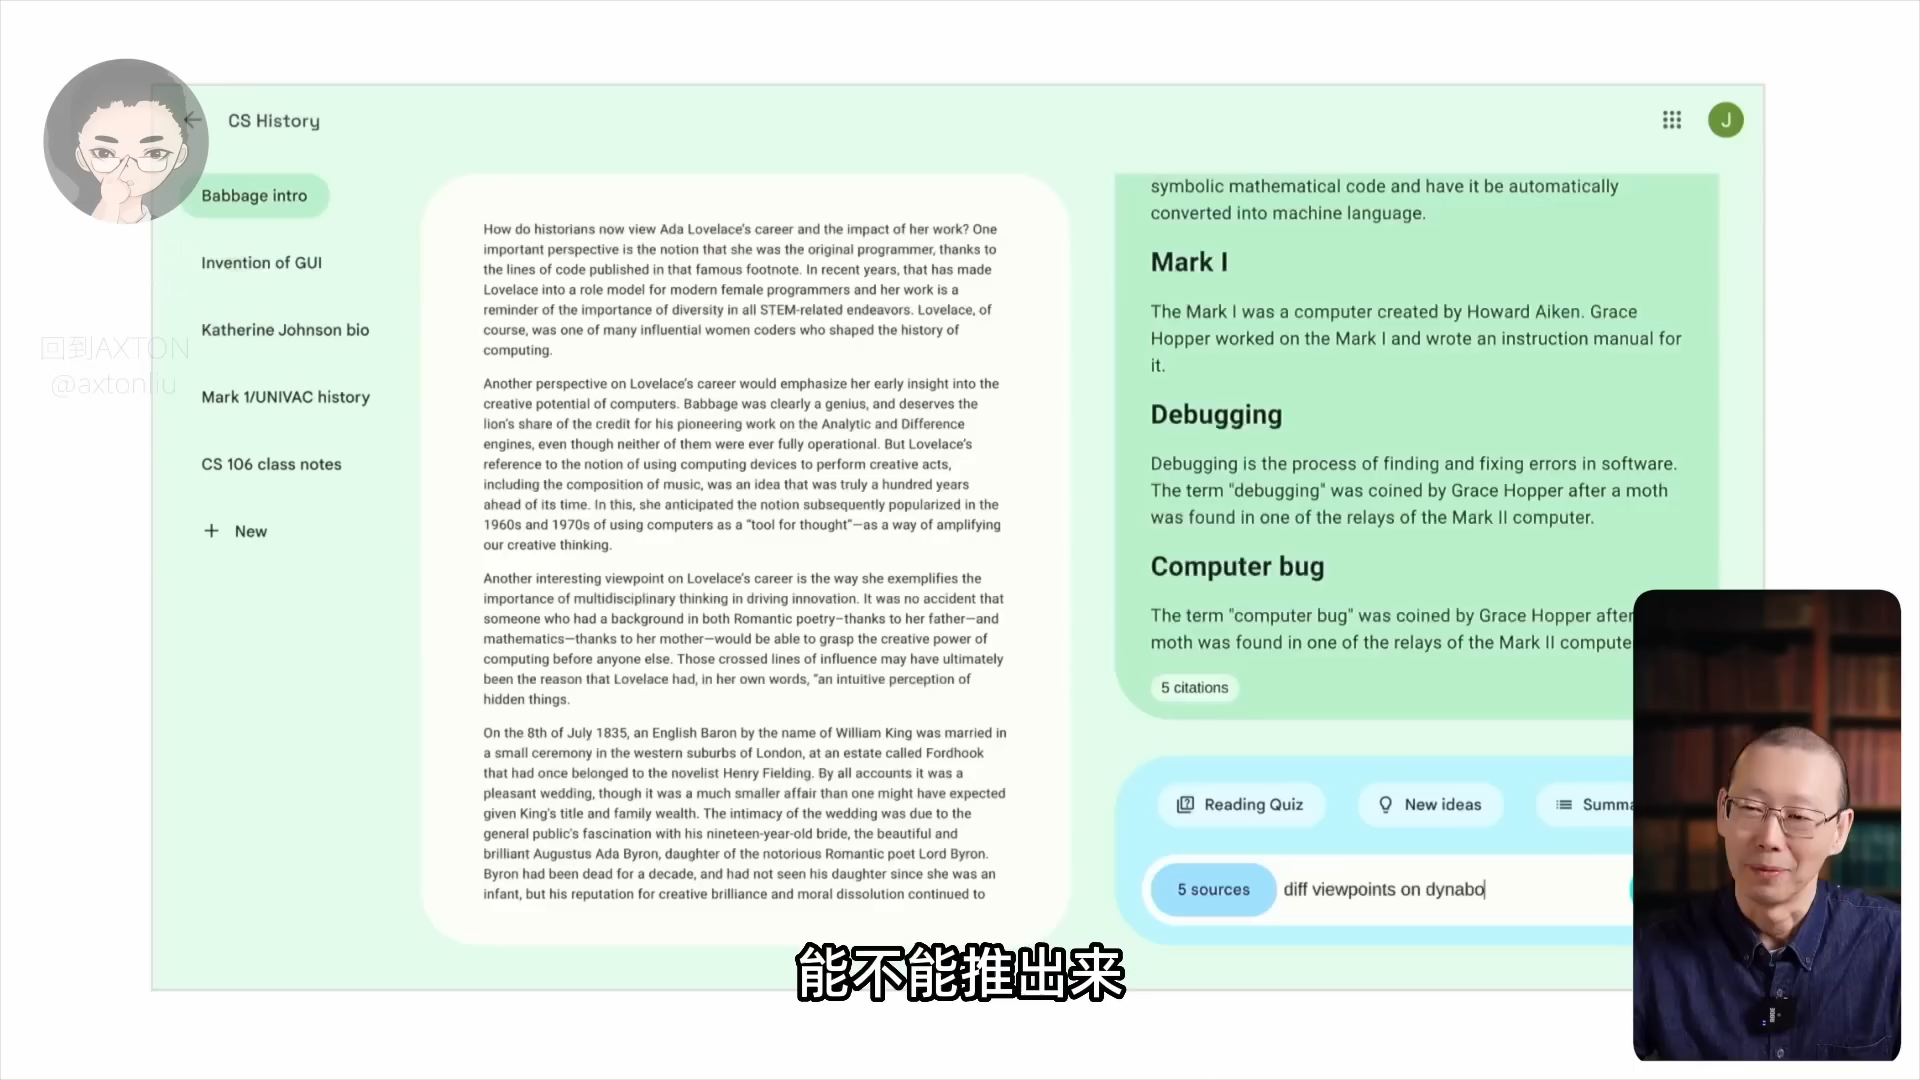 CS History
J
Babbage intro
Invention of GUI
Katherine Johnson bio
Mark 1/UNIVAC history
CS 106 class notes
+ New
回到AXTON
@axtonliu
How do historians now view Ada Lovelace's career and the impact of her work? One
important perspective is the notion that she was the original programmer, thanks to
the lines of code published in that famous footnote. In recent years, that has made
Lovelace into a role model for modern female programmers and her work is a
reminder of the importance of diversity in all STEM-related endeavors. Lovelace, of
course, was one of many influential women coders who shaped the history of
computing.
Another perspective on Lovelace's career would emphasize her early insight into the
creative potential of computers. Babbage was clearly a genius, and deserves the
lion's share of the credit for his pioneering work on the Analytic and Difference
engines, even though neither of them were ever fully operational. But Lovelace's
reference to the notion of using computing devices to perform creative acts,
including the composition of music, was an idea that was truly a hundred years
ahead of its time. In this, she anticipated the notion subsequently popularized in the
1960s and 1970s of using computers as a "tool for thought"—as a way of amplifying
our creative thinking.
Another interesting viewpoint on Lovelace's career is the way she exemplifies the
importance of multidisciplinary thinking in driving innovation. It was no accident that
someone who had a background in both Romantic poetry–thanks to her father—and
mathematics—thanks to her mother—would be able to grasp the creative power of
computing before anyone else. Those crossed lines of influence may have ultimately
been the reason that Lovelace had, in her own words, "an intuitive perception of
hidden things.
On the 8th of July 1835, an English Baron by the name of William King was married in
a small ceremony in the western suburbs of London, at an estate called Fordhook
that had once belonged to the novelist Henry Fielding. By all accounts it was a
pleasant wedding, though it was a much smaller affair than one might have expected
given King's title and family wealth. The intimacy of the wedding was due to the
general public's fascination with his nineteen-year-old bride, the beautiful and
brilliant Augustus Ada Byron, daughter of the notorious Romantic poet Lord Byron.
Byron had been dead for a decade, and had not seen his daughter since she was an
infant, but his reputation for creative brilliance and moral dissolution continued to
symbolic mathematical code and have it be automatically
converted into machine language.
Mark I
The Mark I was a computer created by Howard Aiken. Grace
Hopper worked on the Mark I and wrote an instruction manual for
it.
Debugging
Debugging is the process of finding and fixing errors in software.
The term "debugging" was coined by Grace Hopper after a moth
was found in one of the relays of the Mark II computer.
Computer bug
The term "computer bug" was coined by Grace Hopper after
moth was found in one of the relays of the Mark II compute
5 citations
Reading Quiz
New ideas
Summa
5 sources
diff viewpoints on dynabo
能不能推出来